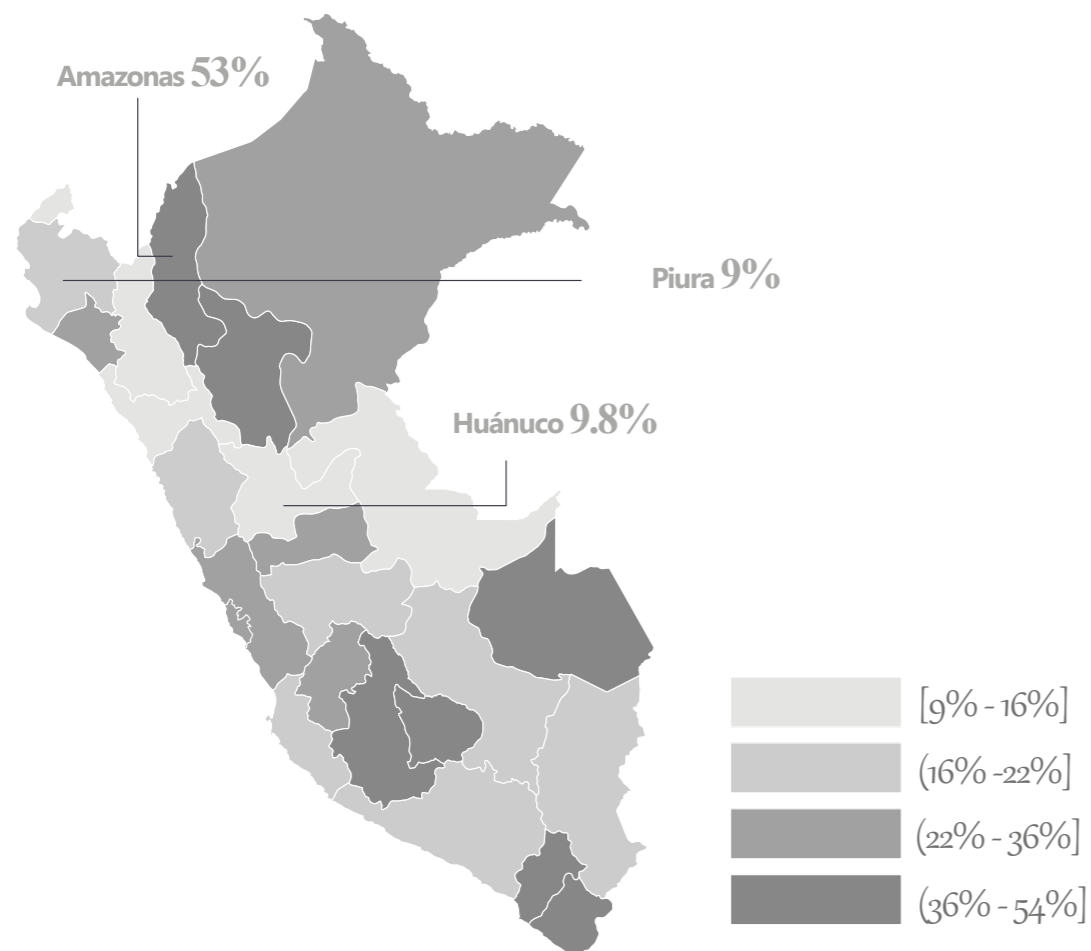 Amazonas 53%
Piura 9%
Huánuco 9.8%
[9% - 16%]
(16% -22%]
(22% - 36%]
(36% - 54%]